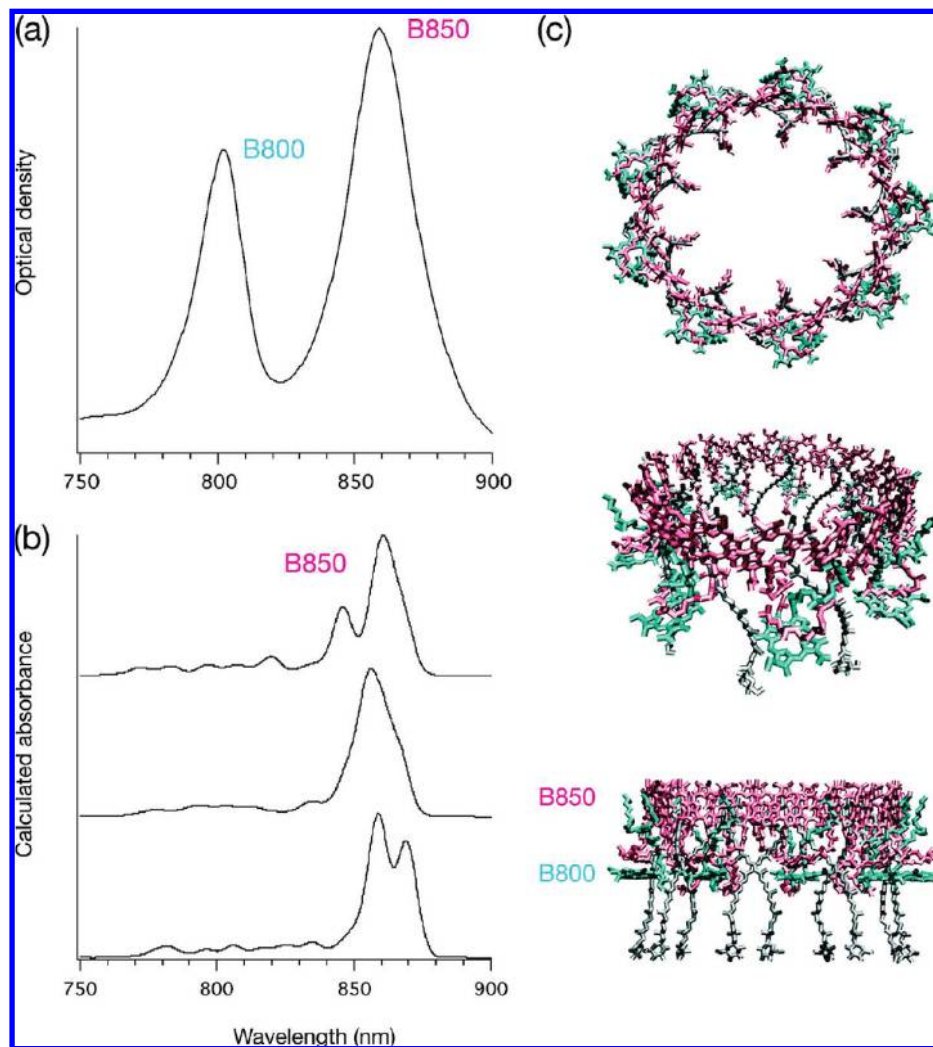 (a)
B850
B800
Optical density
750 800 850 900
(b)
B850
Calculated absorbance
750 800 850 900
Wavelength (nm)
(c)
B850
B800